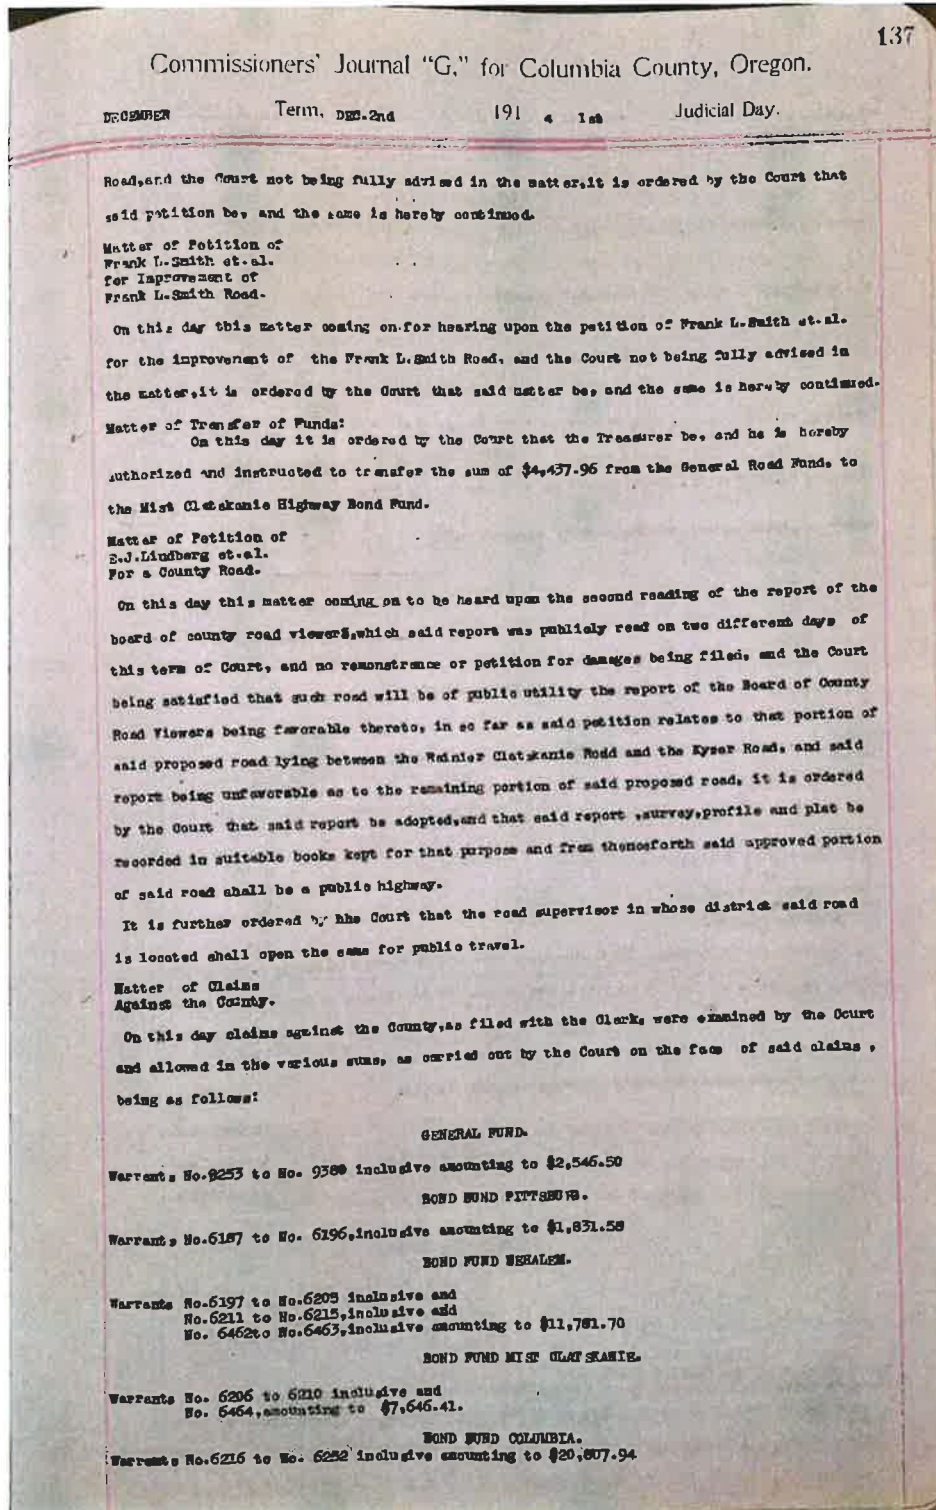 137
Commissioners' Journal "G," for Columbia County, Oregon.
DECEMBER Term, DEC.2nd 191 4 1st Judicial Day.
Road,and the Court not being fully advised in the matter,it is ordered by the Court that
said petition be, and the same is hereby continued.
Matter of Petition of
Frank L.Smith et.al.
for Improvement of
Frank L.Smith Road.
On this day this matter coming on for hearing upon the petition of Frank L.Smith et.al.
for the improvement of the Frank L.Smith Road, and the Court not being fully advised in
the matter,it is ordered by the Court that said matter be, and the same is hereby continued.
Matter of Transfer of Funds:
On this day it is ordered by the Court that the Treasurer be, and he is hereby
authorized and instructed to transfer the sum of $4,437.96 from the General Road Fund, to
the Mist Clatskanie Highway Bond Fund.
Matter of Petition of
E.J.Lindberg et.al.
For a County Road.
On this day this matter coming on to be heard upon the second reading of the report of the
board of county road viewers,which said report was publicly read on two different days of
this term of Court, and no remonstrance or petition for damages being filed, and the Court
being satisfied that such road will be of public utility the report of the Board of County
Road Viewers being favorable thereto, in so far as said petition relates to that portion of
said proposed road lying between the Rainier Clatskanie Rodd and the Kyser Road, and said
report being unfavorable as to the remaining portion of said proposed road, it is ordered
by the Court that said report be adopted,and that said report ,survey,profile and plat be
recorded in suitable books kept for that purpose and from thenceforth said approved portion
of said road shall be a public highway.
It is further ordered by hhe Court that the road supervisor in whose district said road
is located shall open the same for public travel.
Matter of Claims
Against the County.
On this day claims against the County,as filed with the Clerk, were examined by the Court
and allowed in the various sums, as carried out by the Court on the face of said claims ,
being as follows:
GENERAL FUND.
Warrants No.9253 to No. 9380 inclusive amounting to $2,546.50
BOND BUND PITTSBURG.
Warrants No.6187 to No. 6196,inclusive amounting to $1,831.58
BOND FUND NEHALEM.
Warrants No.6197 to No.6205 inclusive and
No.6211 to No.6215,inclusive add
No. 6462to No.6463,inclusive amounting to $11,781.70
BOND FUND MIST CLATSKANIE.
Warrants No. 6206 to 6210 inclusive and
No. 6464,amounting to $7,646.41.
BOND BUND COLUMBIA.
Warrants No.6216 to No. 6252 inclusive amounting to $20,807.94